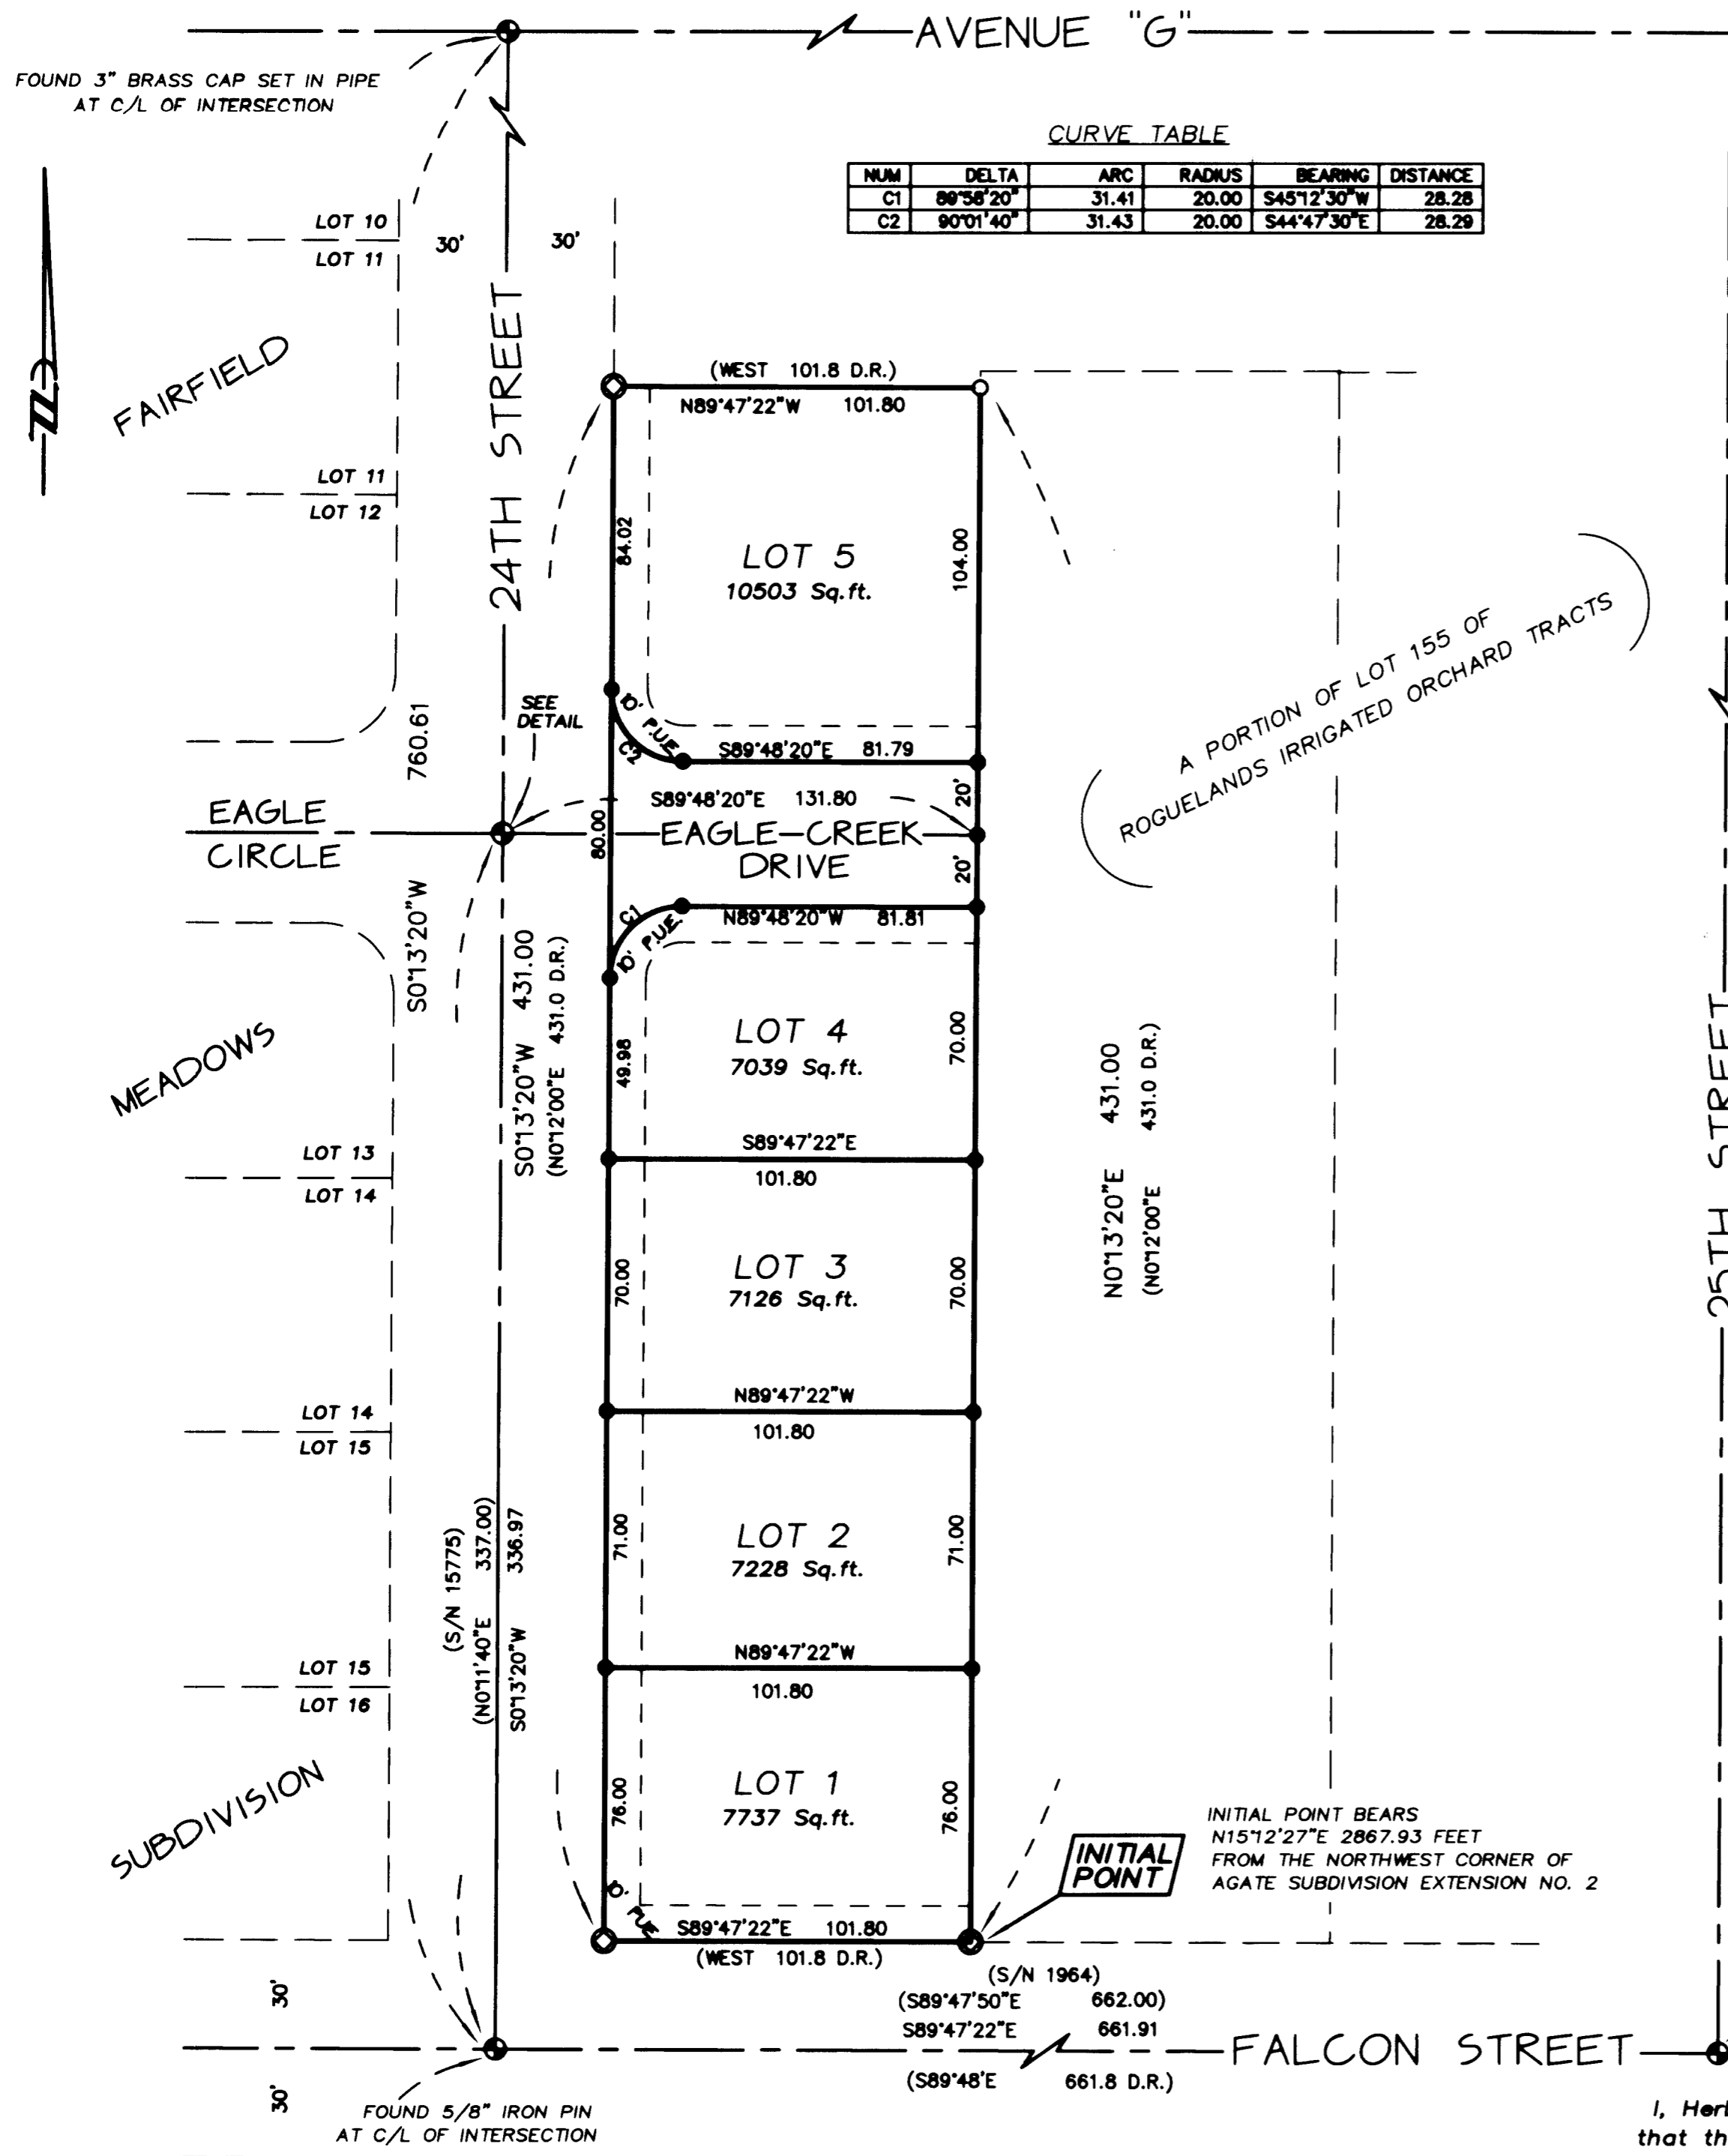 AVENUE "G"
FOUND 3" BRASS CAP SET IN PIPE
AT C/L OF INTERSECTION
CURVE TABLE
NUM DELTA ARC RADIUS BEARING DISTANCE
C1 89°58'20" 31.41 20.00 S45°12'30"W 28.28
C2 90°01'40" 31.43 20.00 S44°47'30"E 28.29
LOT 10
LOT 11
30' 30'
24TH STREET
FAIRFIELD
(WEST 101.8 D.R.)
N89°47'22"W 101.80
LOT 11
LOT 12
84.02
LOT 5
10503 Sq.ft.
104.00
A PORTION OF LOT 155 OF
ROGUELANDS IRRIGATED ORCHARD TRACTS
760.61
S0°13'20"W
SEE
DETAIL
10' P.U.E.
C2
S89°48'20"E 81.79
20'
S89°48'20"E 131.80
EAGLE
CIRCLE
80.00
EAGLE-CREEK
DRIVE
20'
C1
10' P.U.E.
N89°48'20"W 81.81
S0°13'20"W 431.00
(N0°12'00"E 431.0 D.R.)
MEADOWS
49.98
LOT 4
7039 Sq.ft.
70.00
N0°13'20"E 431.00
(N0°12'00"E 431.0 D.R.)
25TH STREET
LOT 13
LOT 14
S89°47'22"E
101.80
70.00
LOT 3
7126 Sq.ft.
70.00
N89°47'22"W
101.80
LOT 14
LOT 15
71.00
LOT 2
7228 Sq.ft.
71.00
(S/N 15775)
(N0°11'40"E 337.00)
S0°13'20"W 336.97
LOT 15
LOT 16
N89°47'22"W
101.80
SUBDIVISION
76.00
LOT 1
7737 Sq.ft.
76.00
10' PUE
INITIAL
POINT
INITIAL POINT BEARS
N15°12'27"E 2867.93 FEET
FROM THE NORTHWEST CORNER OF
AGATE SUBDIVISION EXTENSION NO. 2
S89°47'22"E 101.80
(WEST 101.8 D.R.)
30'
(S/N 1964)
(S89°47'50"E 662.00)
S89°47'22"E 661.91
FALCON STREET
(S89°48'E 661.8 D.R.)
30'
FOUND 5/8" IRON PIN
AT C/L OF INTERSECTION
I, Her
that th